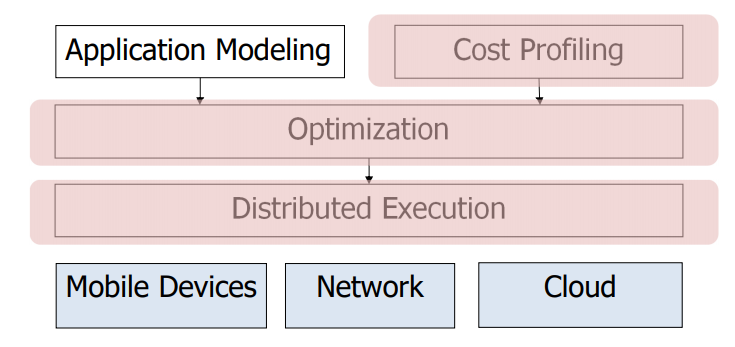 Application Modeling
Cost Profiling
Optimization
Distributed Execution
Mobile Devices
Network
Cloud